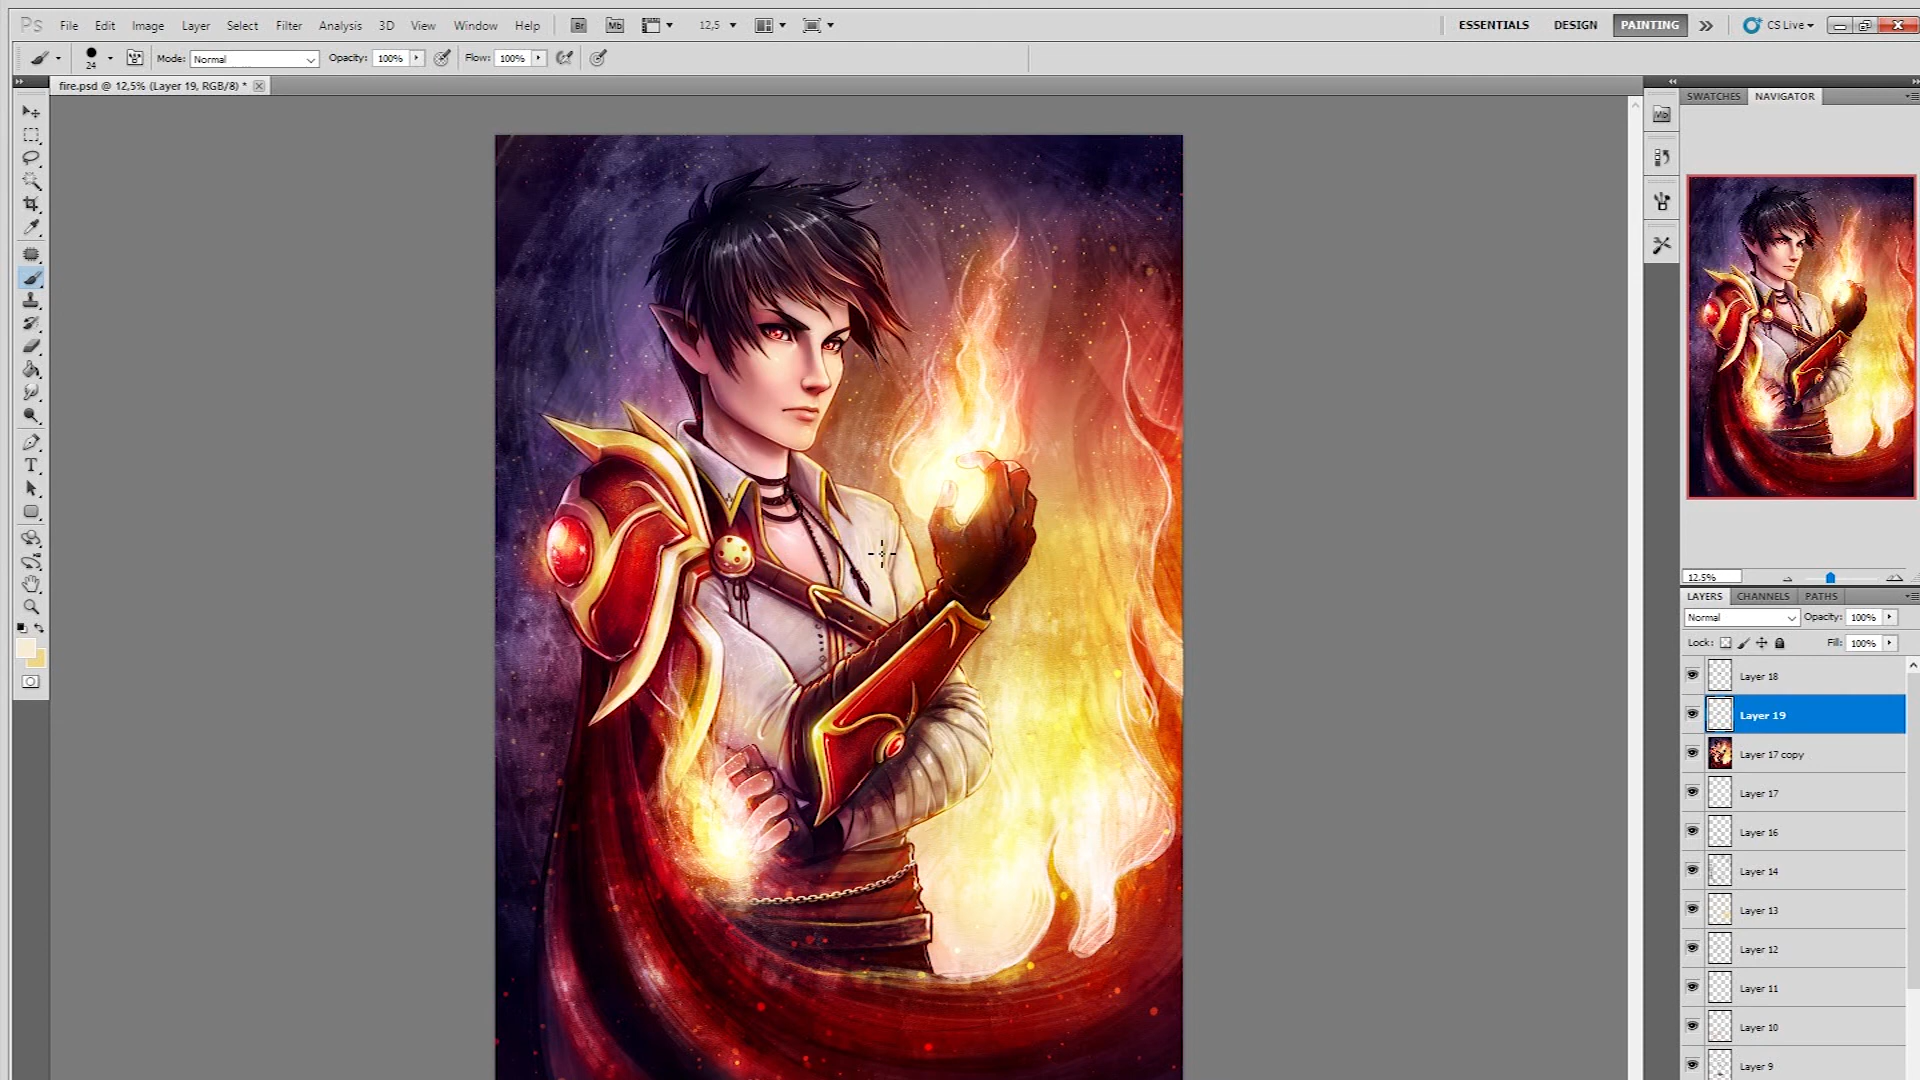 Ps File Edit Image Layer Select Filter Analysis 3D View Window Help Br Mb 12,5 ESSENTIALS DESIGN PAINTING CS Live
24 Mode: Normal Opacity: 100% Flow: 100%
fire.psd @ 12,5% (Layer 19, RGB/8) *
SWATCHES NAVIGATOR
Mb
T
12.5%
LAYERS CHANNELS PATHS
Normal Opacity: 100%
Lock: Fill: 100%
Layer 18
Layer 19
Layer 17 copy
Layer 17
Layer 16
Layer 14
Layer 13
Layer 12
Layer 11
Layer 10
Layer 9